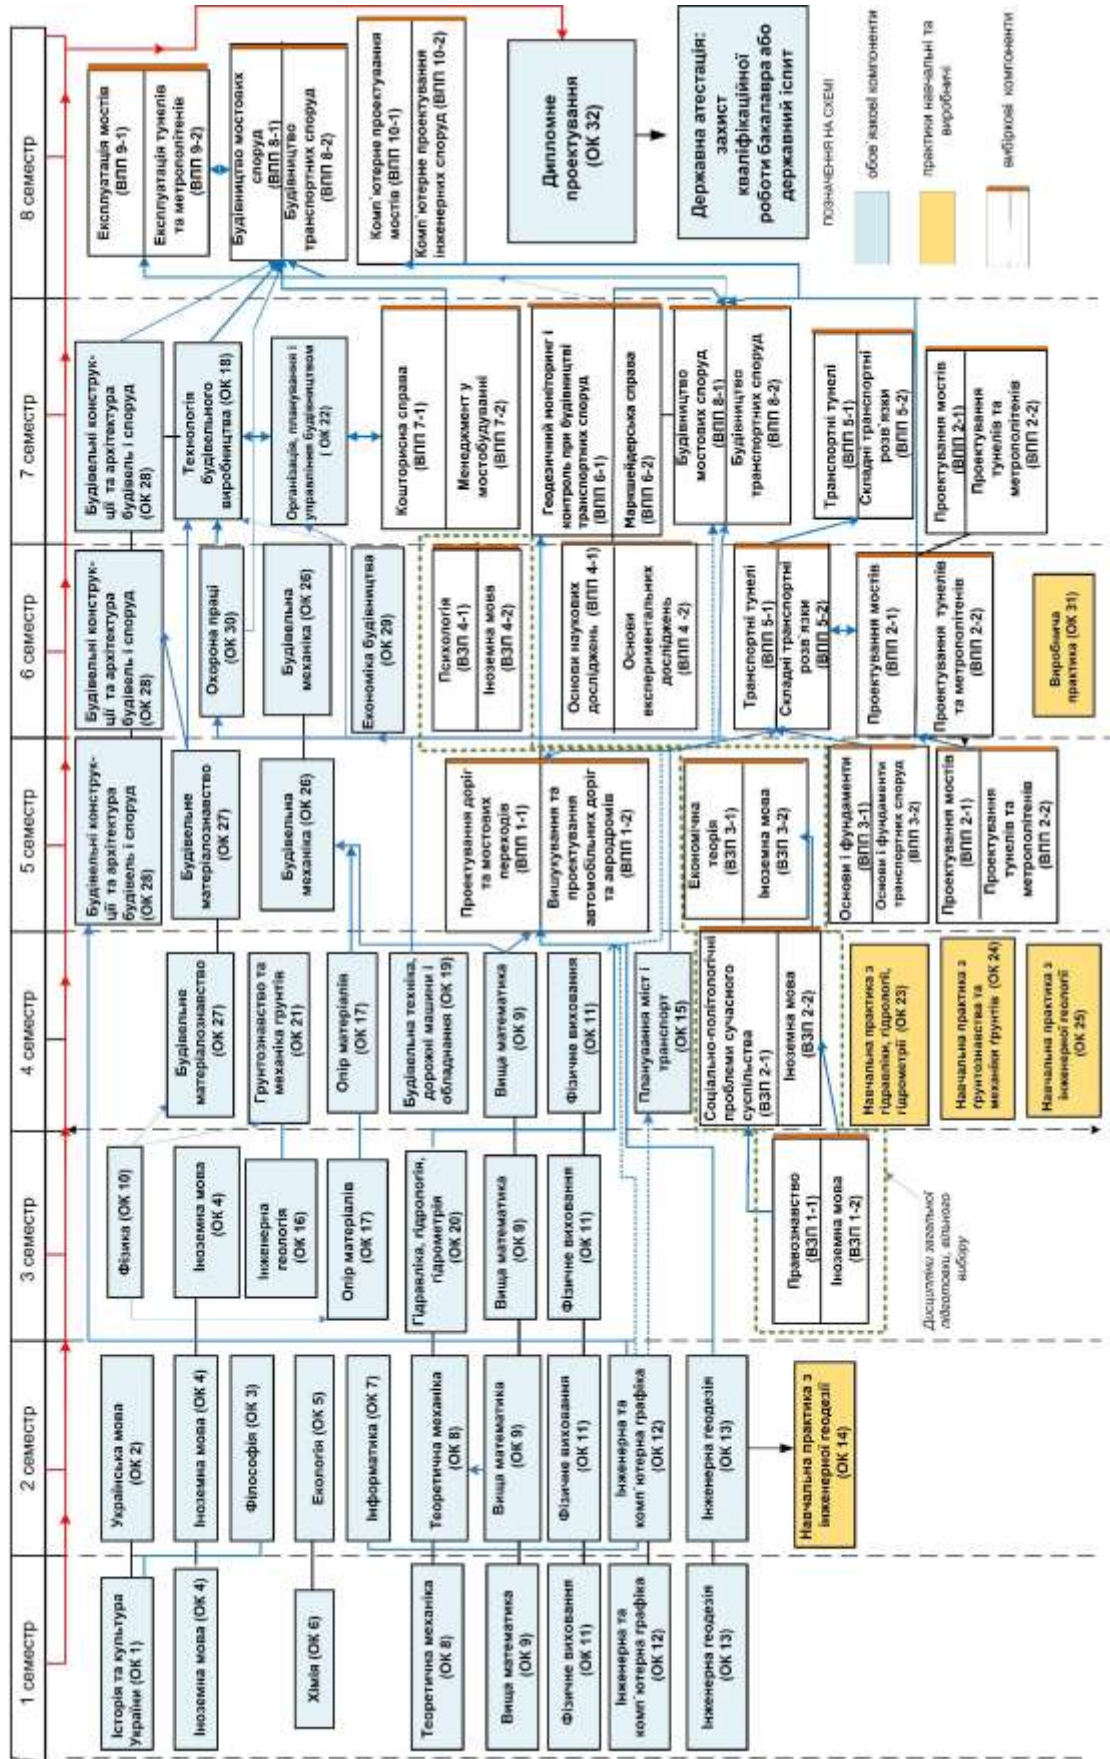 1 семестр
Історія та культура
України (ОК 1)
Іноземна мова (ОК 4)
Хімія (ОК 6)
Теоретична механіка
(ОК 8)
Вища математика
(ОК 9)
Фізичне виховання
(ОК 11)
Інженерна та
комп`ютерна графіка
(ОК 12)
Інженерна геодезія
(ОК 13)
2 семестр
Українська мова
(ОК 2)
Іноземна мова (ОК 4)
Філософія (ОК 3)
Екологія (ОК 5)
Інформатика (ОК 7)
Теоретична механіка
(ОК 8)
Вища математика
(ОК 9)
Фізичне виховання
(ОК 11)
Інженерна та
комп`ютерна графіка
(ОК 12)
Інженерна геодезія
(ОК 13)
Навчальна практика з
інженерної геодезії
(ОК 14)
3 семестр
Фізика (ОК 10)
Іноземна мова
(ОК 4)
Інженерна
геологія
(ОК 16)
Опір матеріалів
(ОК 17)
Гідравліка, гідрологія,
гідрометрія
(ОК 20)
Вища математика
(ОК 9)
Фізичне виховання
(ОК 11)
Правознавство
(ВЗП 1-1)
Іноземна мова
(ВЗП 1-2)
Дисципліни загальної
підготовки, вільного
вибору
4 семестр
Будівельне
матеріалознавство
(ОК 27)
Ґрунтознавство та
механіка ґрунтів
(ОК 21)
Опір матеріалів
(ОК 17)
Будівельна техніка,
дорожні машини і
обладнання (ОК 19)
Вища математика
(ОК 9)
Фізичне виховання
(ОК 11)
Планування міст і
транспорт
(ОК 15)
Соціально-політологічні
проблеми сучасного
суспільства
(ВЗП 2-1)
Іноземна мова
(ВЗП 2-2)
Навчальна практика з
гідравліки, гідрології,
гідрометрії (ОК 23)
Навчальна практика з
ґрунтознавства та
механіки ґрунтів (ОК 24)
Навчальна практика з
інженерної геології
(ОК 25)
5 семестр
Будівельні конструк-
ції та архітектура
будівель і споруд
(ОК 28)
Будівельне
матеріалознавство
(ОК 27)
Будівельна
механіка (ОК 26)
Проектування доріг
та мостових
переходів
(ВПП 1-1)
Вишукування та
проектування
автомобільних доріг
та аеродромів
(ВПП 1-2)
Економічна
теорія
(ВЗП 3-1)
Іноземна мова
(ВЗП 3-2)
Основи і фундаменти
(ВПП 3-1)
Основи і фундаменти
транспортних споруд
(ВПП 3-2)
Проектування мостів
(ВПП 2-1)
Проектування
тунелів та
метрополітенів
(ВПП 2-2)
6 семестр
Будівельні конструк-
ції та архітектура
будівель і споруд
(ОК 28)
Охорона праці
(ОК 30)
Будівельна
механіка (ОК 26)
Економіка будівництва
(ОК 29)
Психологія
(ВЗП 4-1)
Іноземна мова
(ВЗП 4-2)
Основи наукових
досліджень (ВПП 4-1)
Основи
експериментальних
досліджень
(ВПП 4-2)
Транспортні тунелі
(ВПП 5-1)
Складні транспортні
розв`язки
(ВПП 5-2)
Проектування мостів
(ВПП 2-1)
Проектування тунелів
та метрополітенів
(ВПП 2-2)
Виробнича
практика (ОК 31)
7 семестр
Будівельні конструк-
ції та архітектура
будівель і споруд
(ОК 28)
Технологія
будівельного
виробництва (ОК 18)
Організація, планування і
управління будівництвом
(ОК 22)
Кошторисна справа
(ВПП 7-1)
Менеджмент у
мостобудуванні
(ВПП 7-2)
Геодезичний моніторинг і
контроль при будівництві
транспортних споруд
(ВПП 6-1)
Маркшейдерська справа
(ВПП 6-2)
Будівництво
мостових споруд
(ВПП 8-1)
Будівництво
транспортних споруд
(ВПП 8-2)
Транспортні тунелі
(ВПП 5-1)
Складні транспортні
розв`язки
(ВПП 5-2)
Проектування мостів
(ВПП 2-1)
Проектування
тунелів та
метрополітенів
(ВПП 2-2)
8 семестр
Експлуатація мостів
(ВПП 9-1)
Експлуатація тунелів
та метрополітенів
(ВПП 9-2)
Будівництво мостових
споруд
(ВПП 8-1)
Будівництво
транспортних споруд
(ВПП 8-2)
Комп`ютерне проектування
мостів (ВПП 10-1)
Комп`ютерне проектування
інженерних споруд (ВПП 10-2)
Дипломне
проектування
(ОК 32)
Державна атестація:
захист
кваліфікаційної
роботи бакалавра або
державний іспит
ПОЗНАЧЕННЯ НА СХЕМІ
обов`язкові компоненти
практики навчальні та
виробничі
вибіркові компоненти